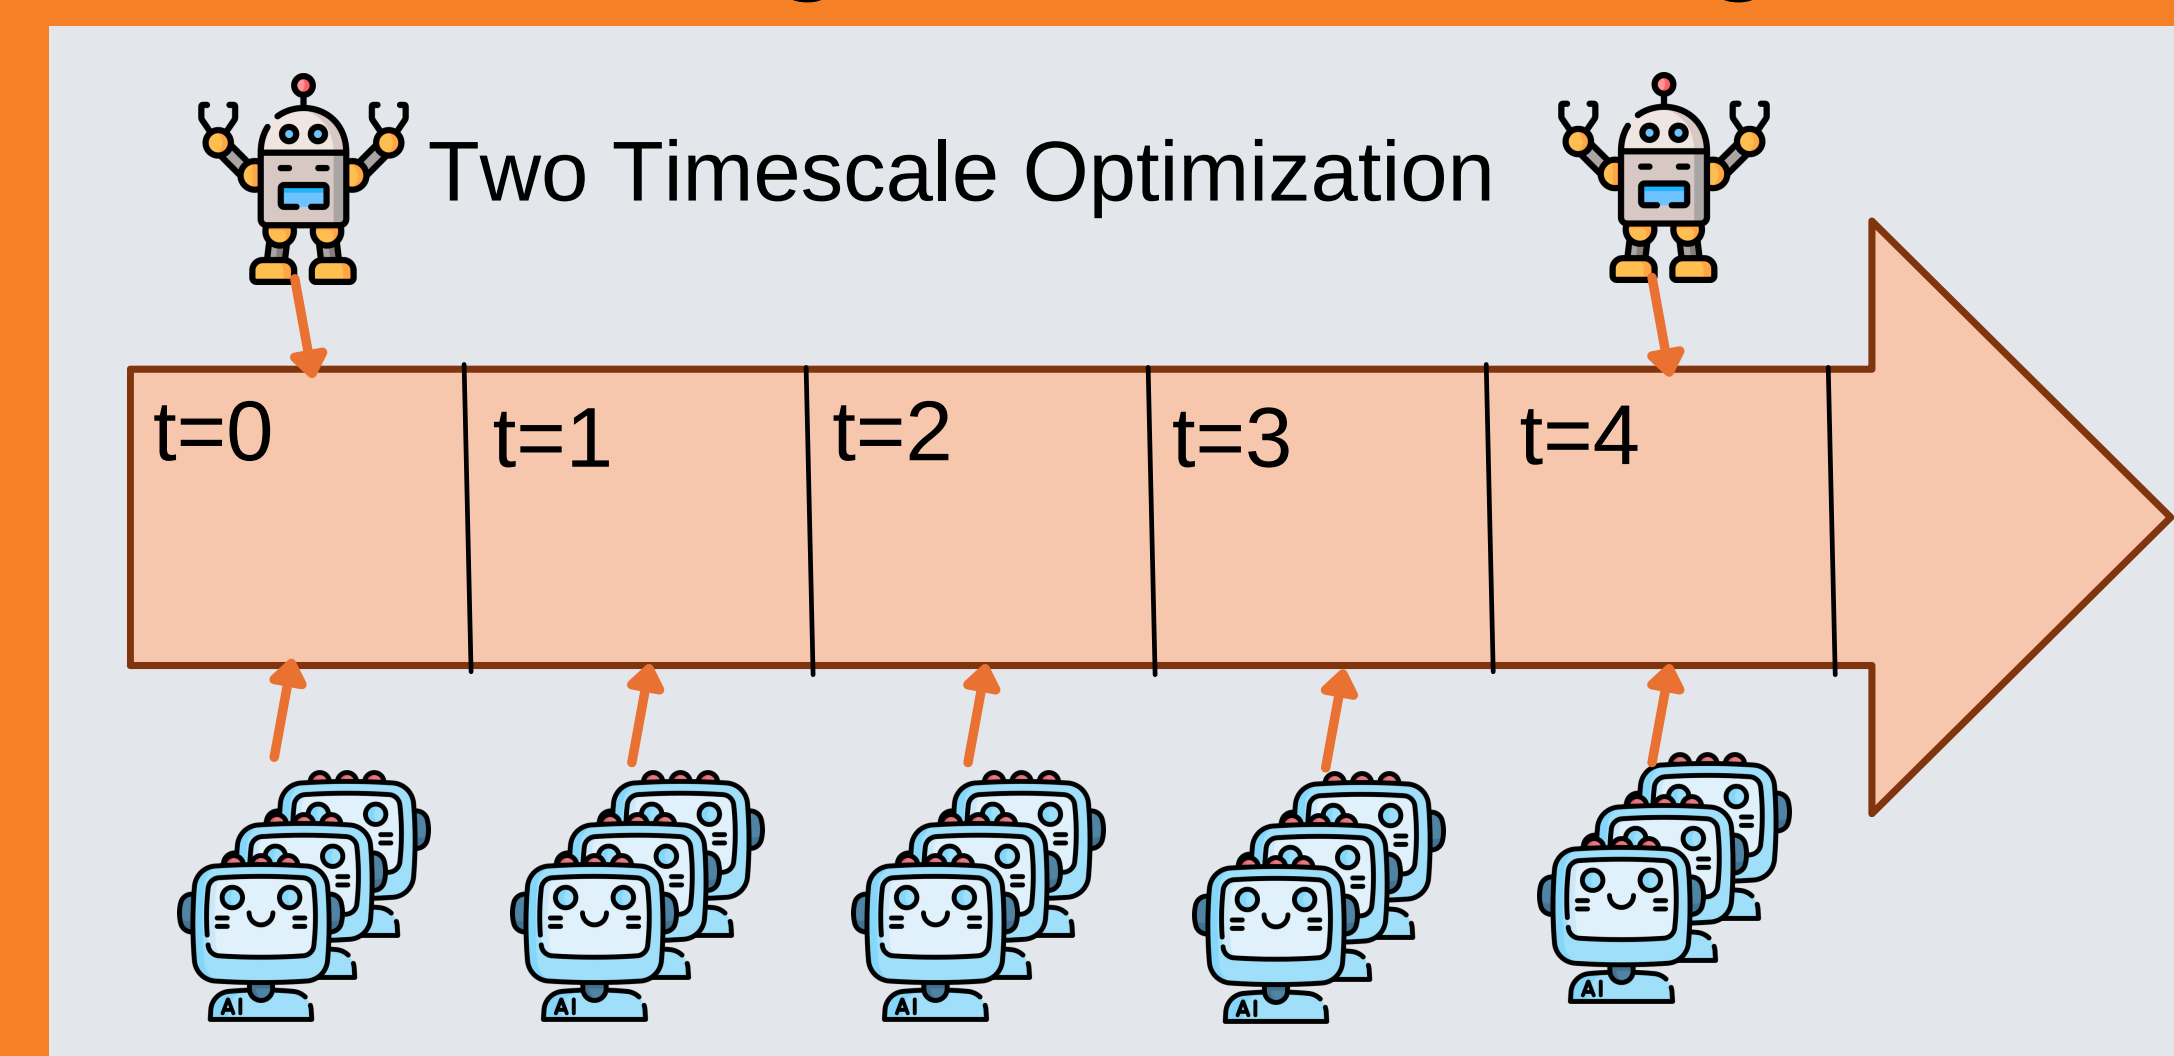 Two Timescale Optimization
t=0
t=1
t=2
t=3
t=4
AI
AI
AI
AI
AI